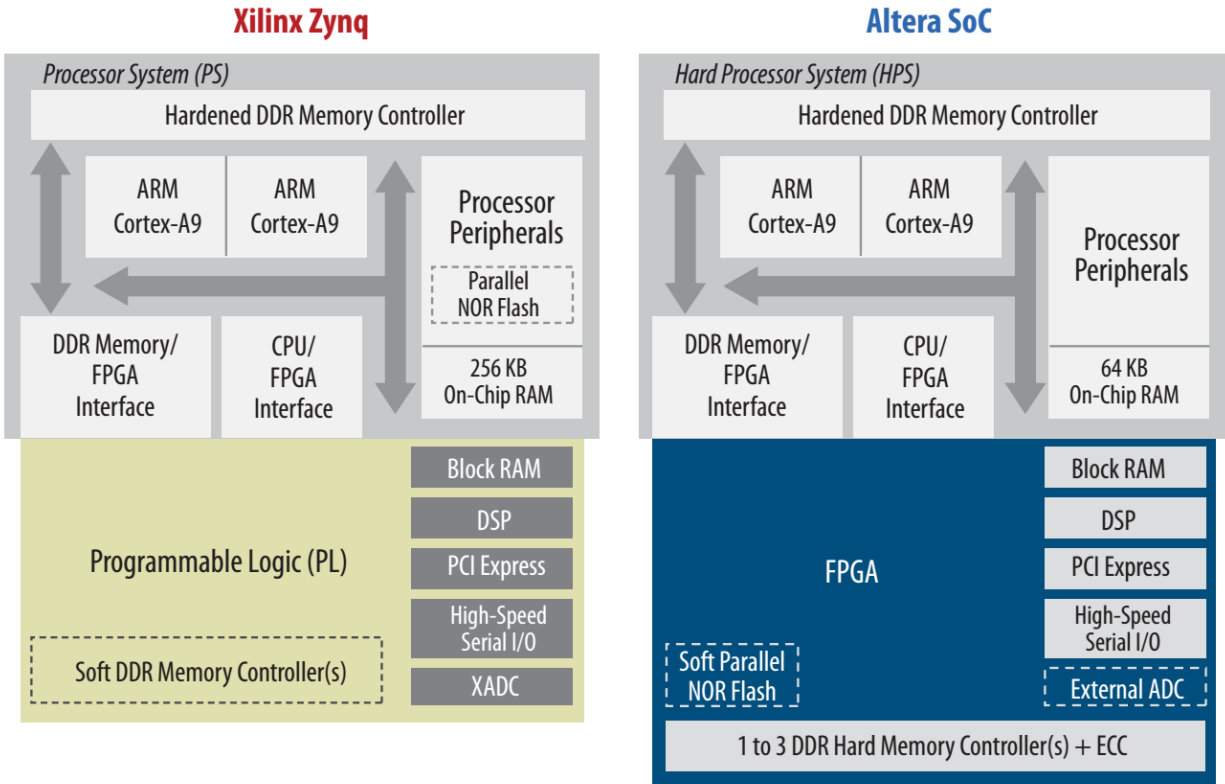 Xilinx Zynq
Processor System (PS)
Hardened DDR Memory Controller
ARM
Cortex-A9
ARM
Cortex-A9
Processor
Peripherals
Parallel
NOR Flash
256 KB
On-Chip RAM
DDR Memory/
FPGA
Interface
CPU/
FPGA
Interface
Programmable Logic (PL)
Soft DDR Memory Controller(s)
Block RAM
DSP
PCI Express
High-Speed
Serial I/O
XADC
Altera SoC
Hard Processor System (HPS)
Hardened DDR Memory Controller
ARM
Cortex-A9
ARM
Cortex-A9
Processor
Peripherals
64 KB
On-Chip RAM
DDR Memory/
FPGA
Interface
CPU/
FPGA
Interface
FPGA
Soft Parallel
NOR Flash
Block RAM
DSP
PCI Express
High-Speed
Serial I/O
External ADC
1 to 3 DDR Hard Memory Controller(s) + ECC